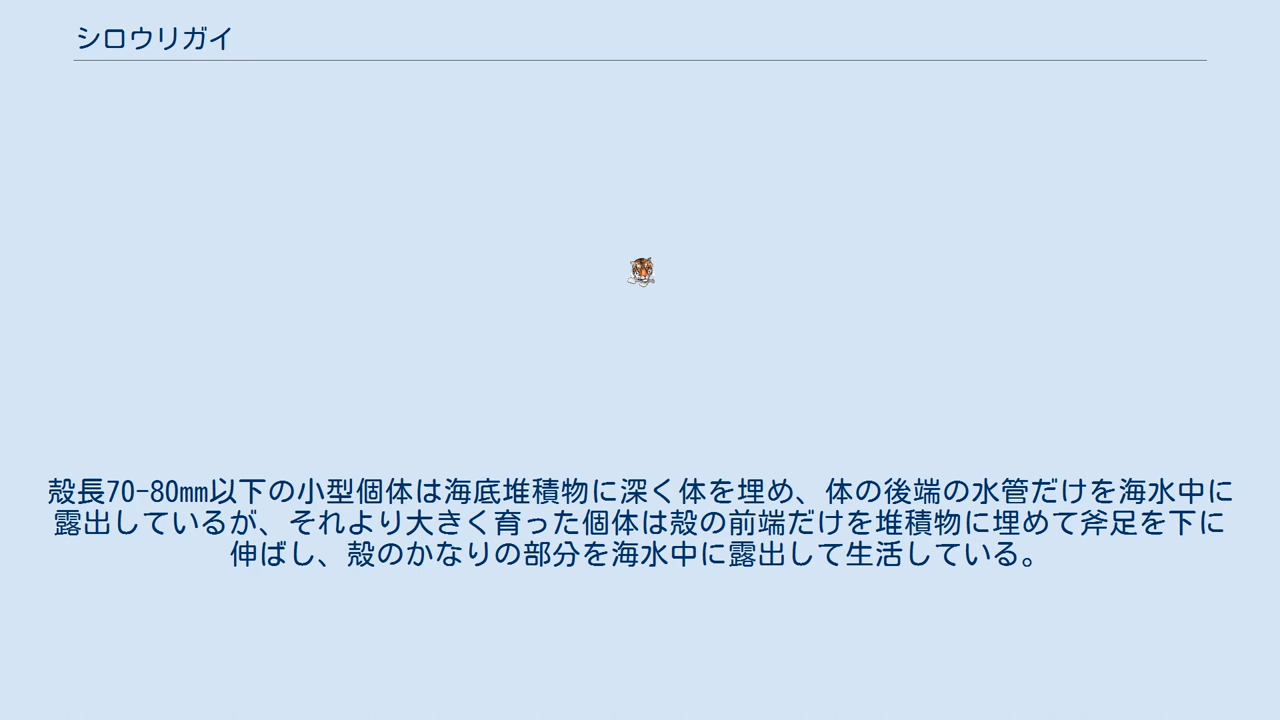 シロウリガイ
殻長70-80mm以下の小型個体は海底堆積物に深く体を埋め、体の後端の水管だけを海水中に
露出しているが、それより大きく育った個体は殻の前端だけを堆積物に埋めて斧足を下に
伸ばし、殻のかなりの部分を海水中に露出して生活している。